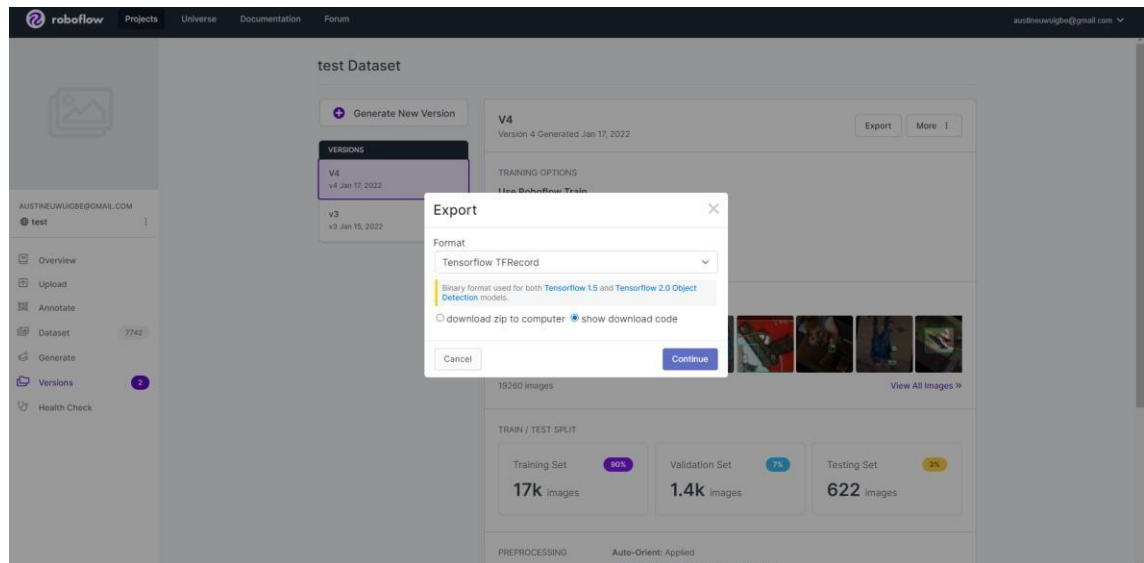 roboflow Projects Universe Documentation Forum austineuwuigbe@gmail.com
test Dataset
Generate New Version
VERSIONS
V4
v4 Jan 17, 2022
v3
v3 Jan 15, 2022
AUSTINEUWUIGBE@GMAIL.COM
test
Overview
Upload
Annotate
Dataset 7742
Generate
Versions 2
Health Check
V4
Version 4 Generated Jan 17, 2022
Export More
TRAINING OPTIONS
Use Roboflow Train
Export
Format
Tensorflow TFRecord
Binary format used for both Tensorflow 1.5 and Tensorflow 2.0 Object
Detection models.
download zip to computer show download code
Cancel Continue
19260 images View All Images »
TRAIN / TEST SPLIT
Training Set 90% Validation Set 7% Testing Set 3%
17k images 1.4k images 622 images
PREPROCESSING Auto-Orient: Applied